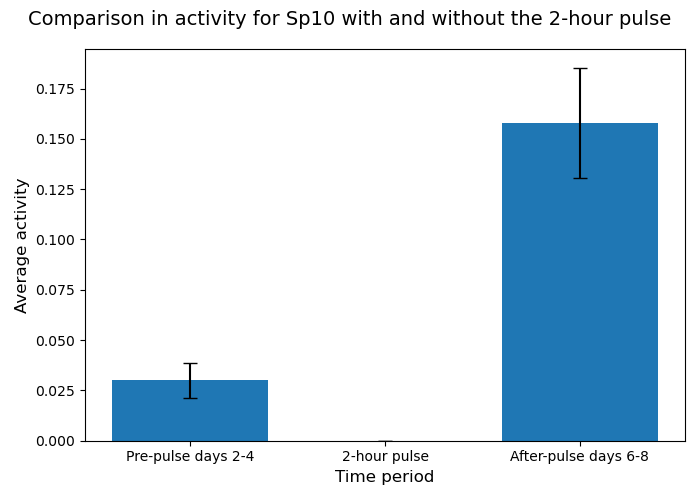 Comparison in activity for Sp10 with and without the 2-hour pulse
0.175
0.150
0.125
0.100
0.075
0.050
0.025
0.000
Average activity
Pre-pulse days 2-4
2-hour pulse
After-pulse days 6-8
Time period